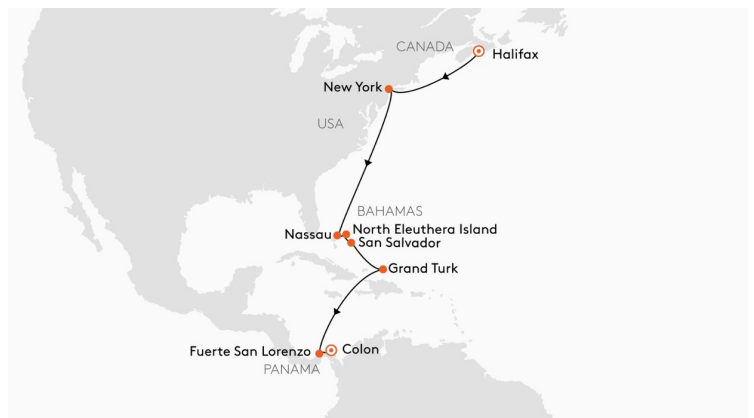 CANADA
Halifax
New York
USA
BAHAMAS
Nassau
North Eleuthera Island
San Salvador
Grand Turk
Fuerte San Lorenzo
Colon
PANAMA